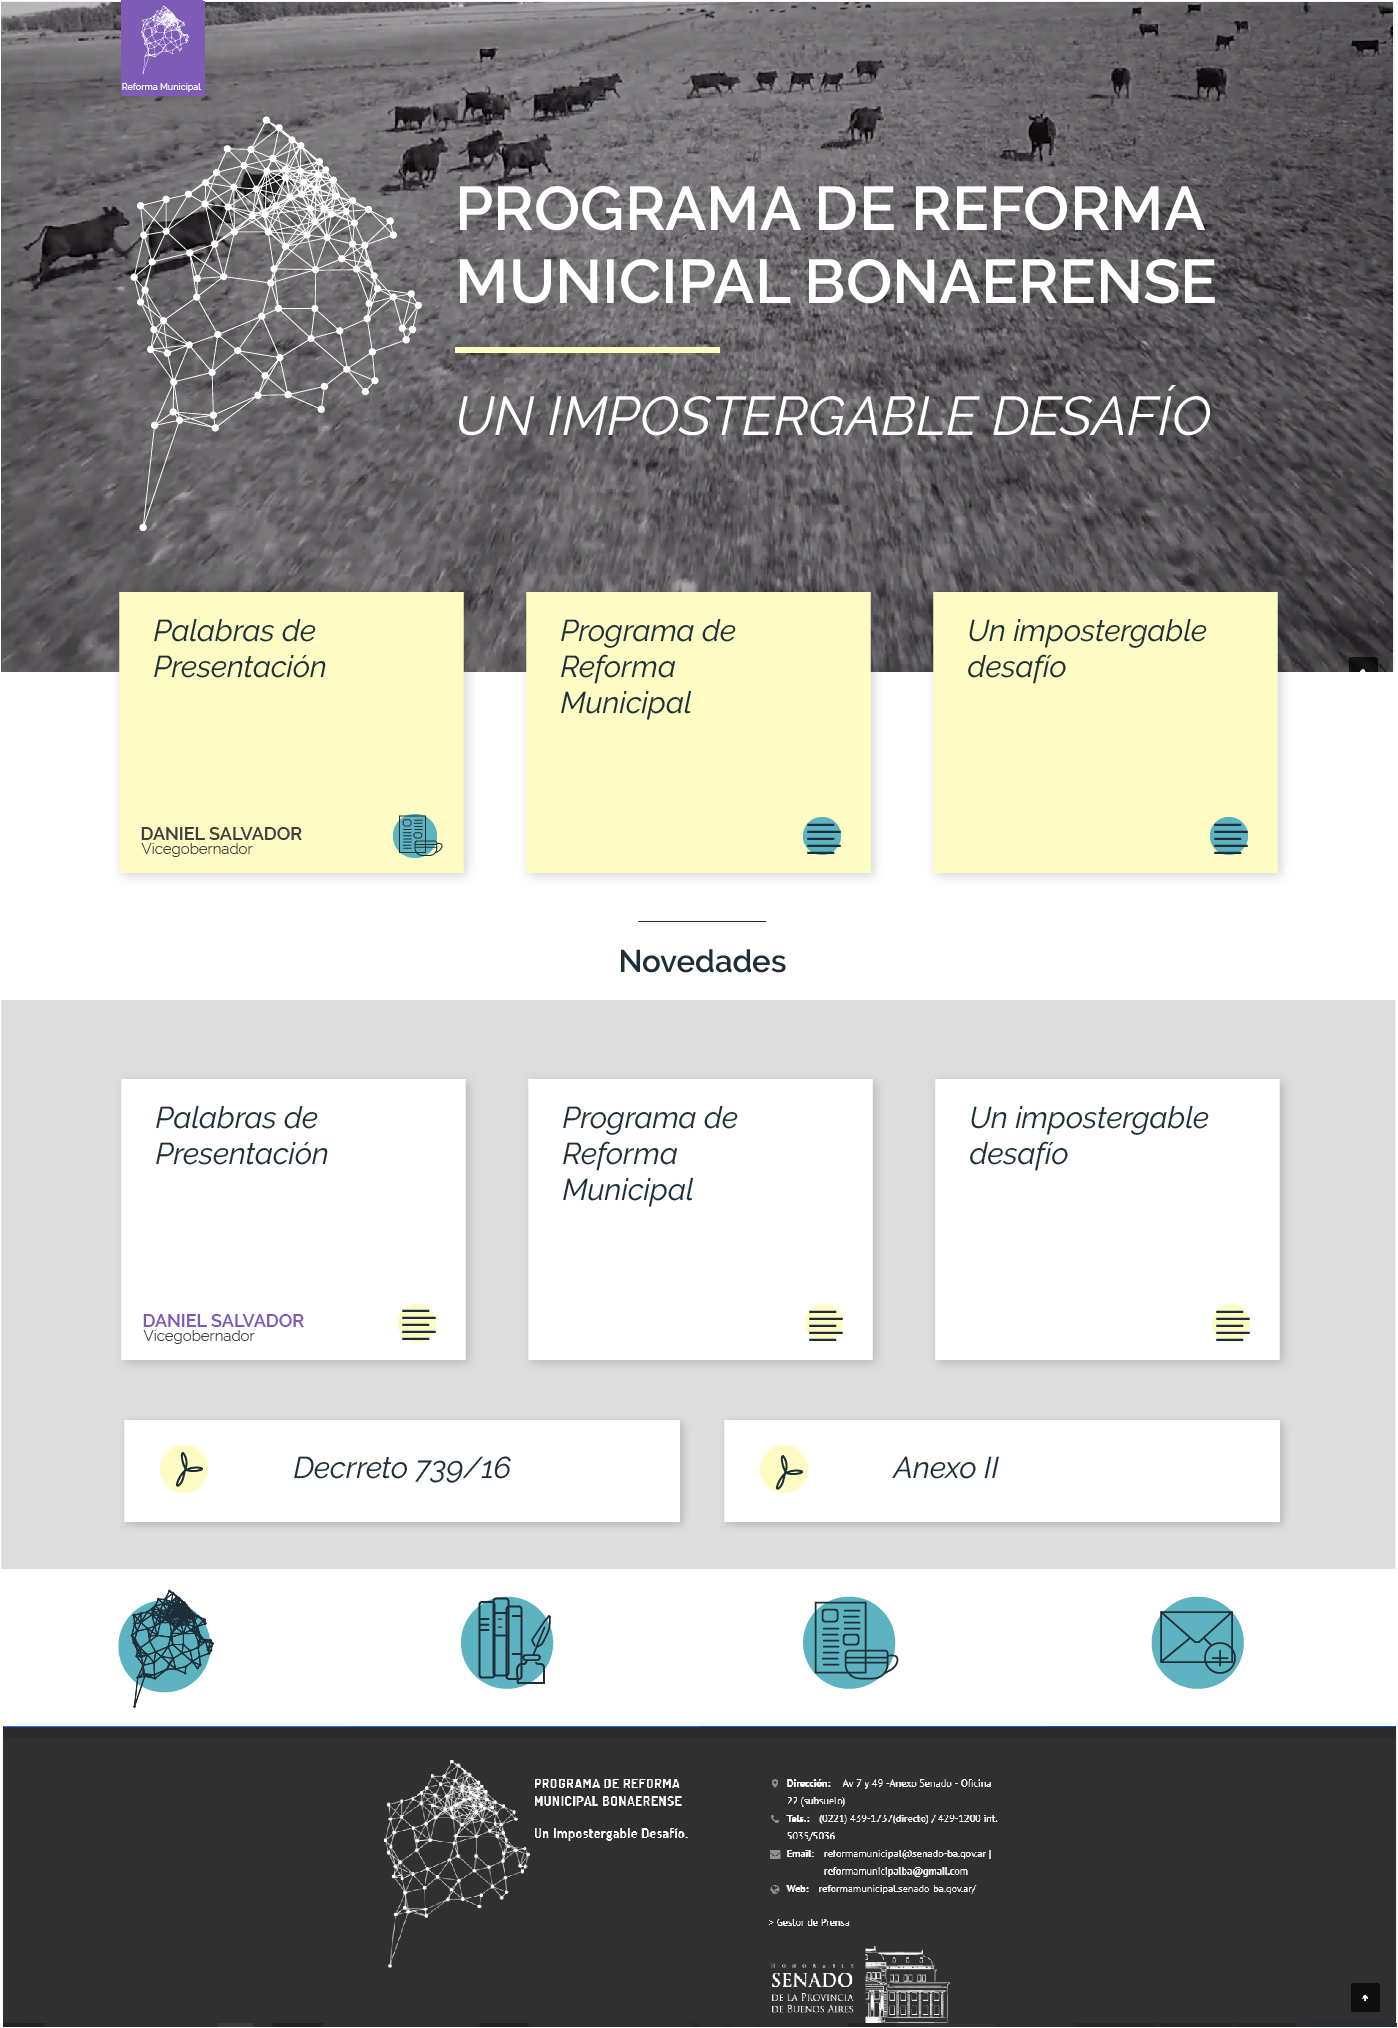 Reforma Municipal
PROGRAMA DE REFORMA
MUNICIPAL BONAERENSE
UN IMPOSTERGABLE DESAFÍO
Palabras de
Presentación
DANIEL SALVADOR
Vicegobernador
Programa de
Reforma
Municipal
Un impostergable
desafío
Novedades
Palabras de
Presentación
DANIEL SALVADOR
Vicegobernador
Programa de
Reforma
Municipal
Un impostergable
desafío
Decrreto 739/16
Anexo II
PROGRAMA DE REFORMA
MUNICIPAL BONAERENSE
Un Impostergable Desafío.
Dirección: Av 7 y 49 -Anexo Senado - Oficina
22 (subsuelo)
Tels.: (0221) 439-1737(directo) / 429-1200 int.
5035/5036
Email: reformamunicipal@senado-ba.gov.ar |
reformamunicipalba@gmail.com
Web: reformamunicipal.senado-ba.gov.ar/
> Gestor de Prensa
HONORABLE
SENADO
DE LA PROVINCIA
DE BUENOS AIRES